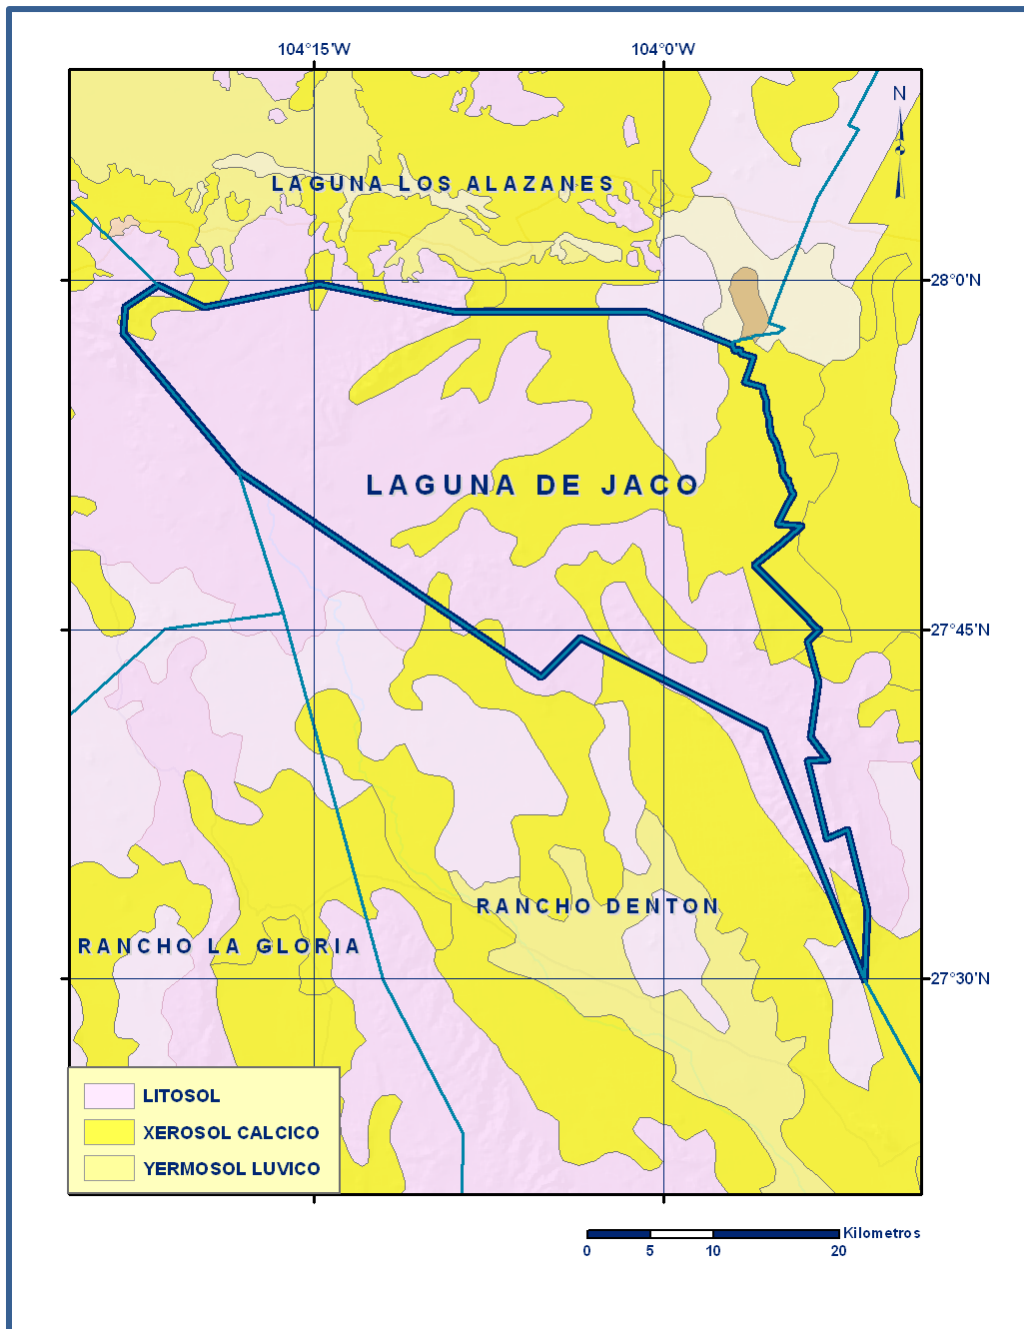 104°15'W
104°0'W
N
LAGUNA LOS ALAZANES
28°0'N
LAGUNA DE JACO
27°45'N
RANCHO DENTON
RANCHO LA GLORIA
27°30'N
LITOSOL
XEROSOL CALCICO
YERMOSOL LUVICO
Kilometros
0 5 10 20